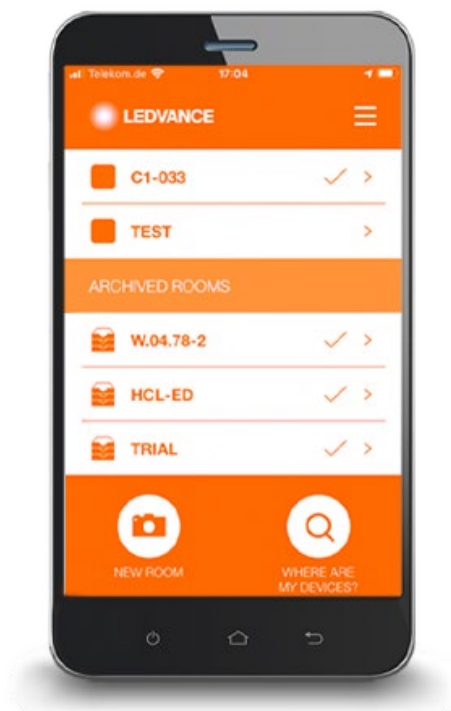 Telekom.de
17:04
LEDVANCE
C1-033
TEST
ARCHIVED ROOMS
W.04.78-2
HCL-ED
TRIAL
NEW ROOM
WHERE ARE
MY DEVICES?